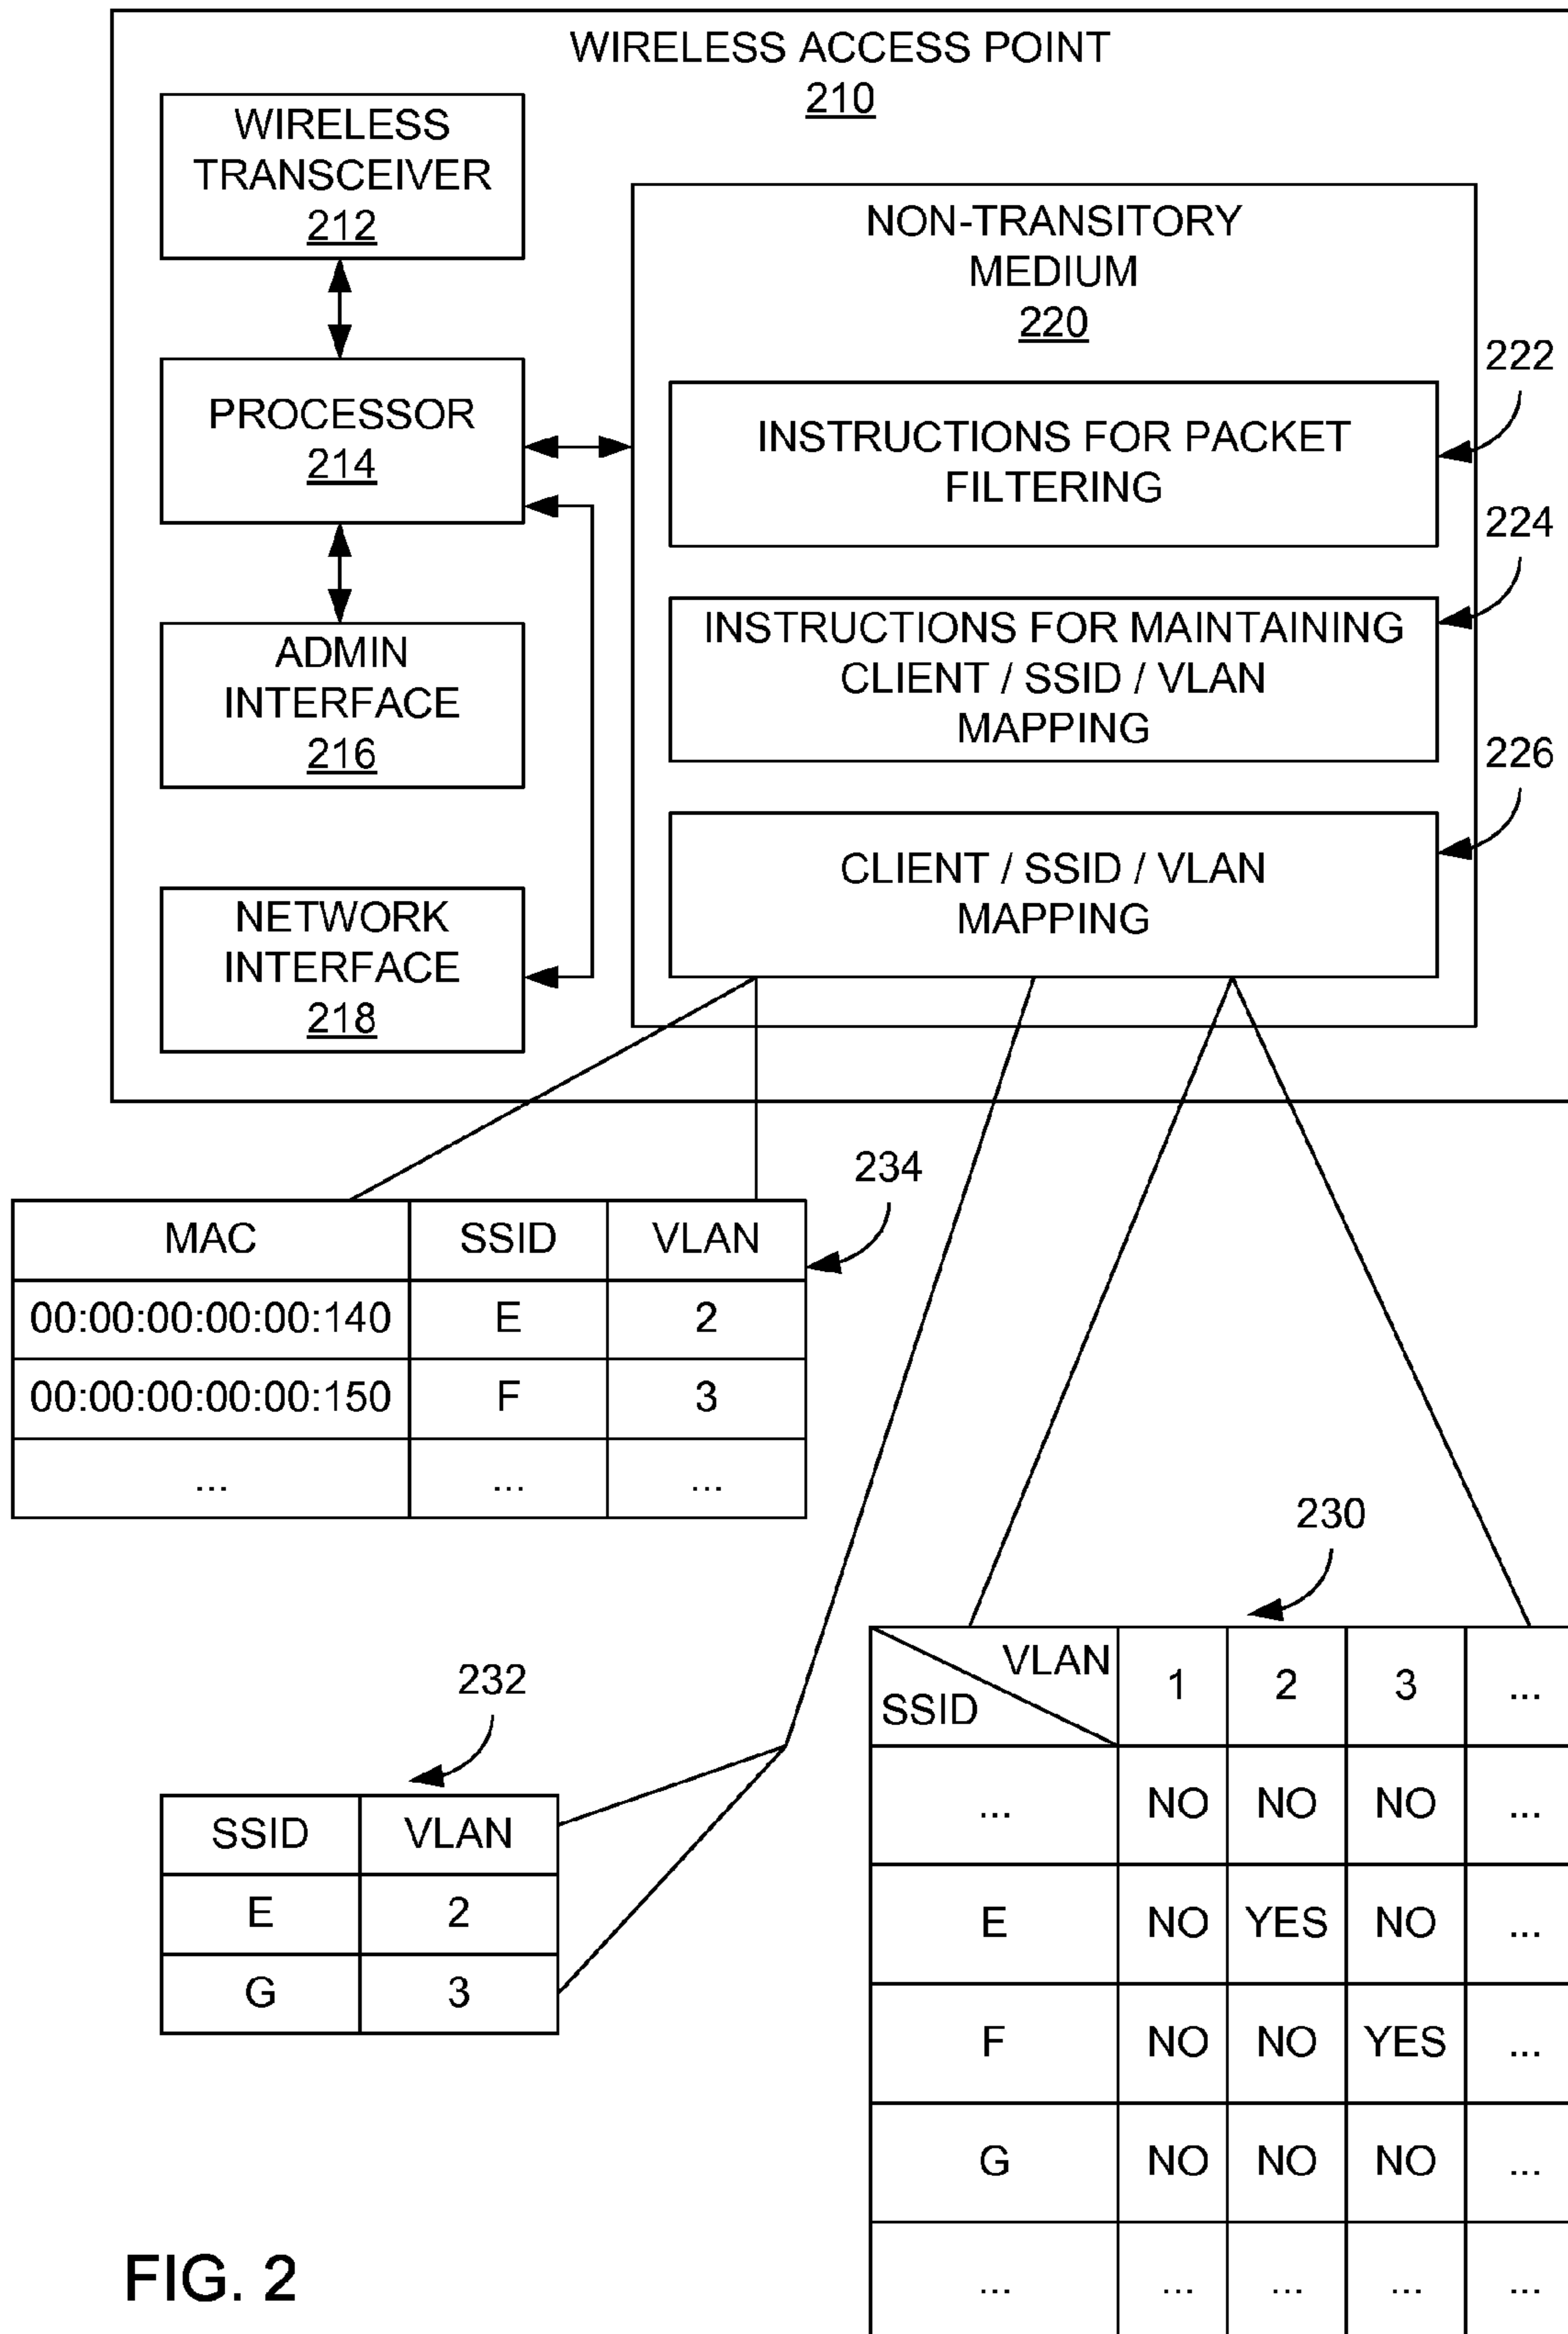 WIRELESS ACCESS POINT
210
WIRELESS
TRANSCEIVER
212
PROCESSOR
214
ADMIN
INTERFACE
216
NETWORK
INTERFACE
218
NON-TRANSITORY
MEDIUM
220
222
INSTRUCTIONS FOR PACKET
FILTERING
224
INSTRUCTIONS FOR MAINTAINING
CLIENT / SSID / VLAN
MAPPING
226
CLIENT / SSID / VLAN
MAPPING
234
MAC SSID VLAN
00:00:00:00:00:140 E 2
00:00:00:00:00:150 F 3
... ... ...
232
SSID VLAN
E 2
G 3
230
VLAN
SSID 1 2 3 ...
... NO NO NO ...
E NO YES NO ...
F NO NO YES ...
G NO NO NO ...
... ... ... ... ...
FIG. 2